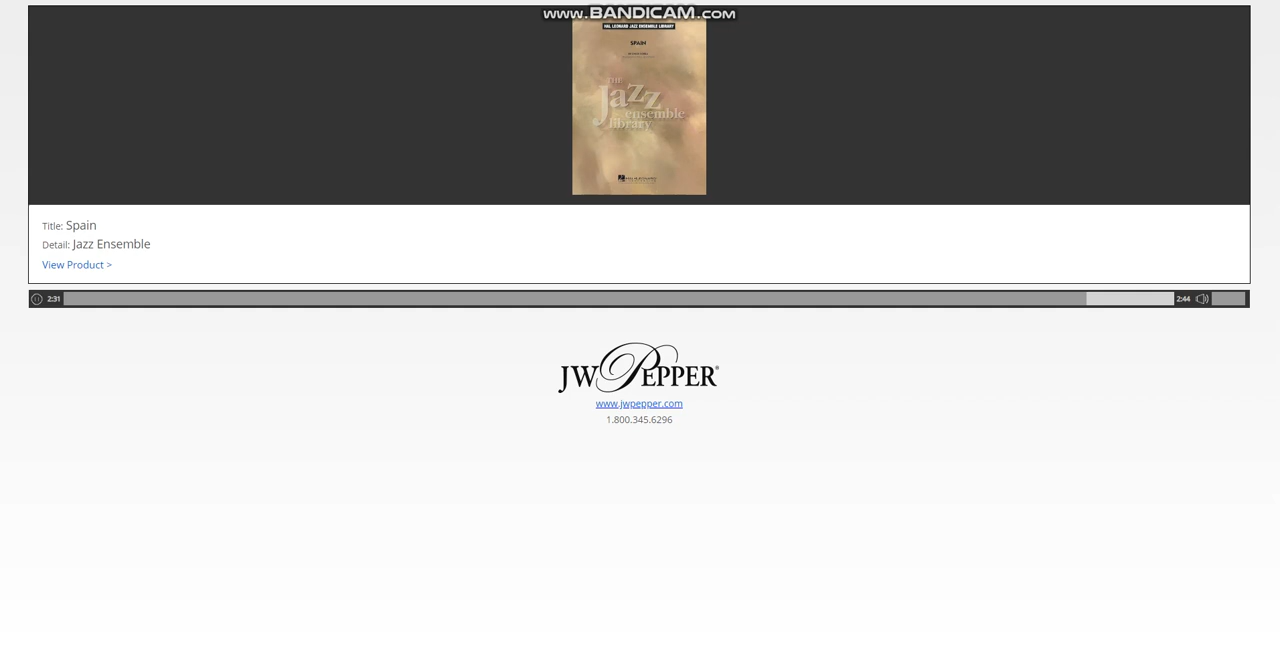 www.BANDICAM.com
HAL LEONARD JAZZ ENSEMBLE LIBRARY
SPAIN
THE
Jazz
ensemble
library
Title: Spain
Detail: Jazz Ensemble
View Product >
2:31
2:44
JW PEPPER®
www.jwpepper.com
1.800.345.6296